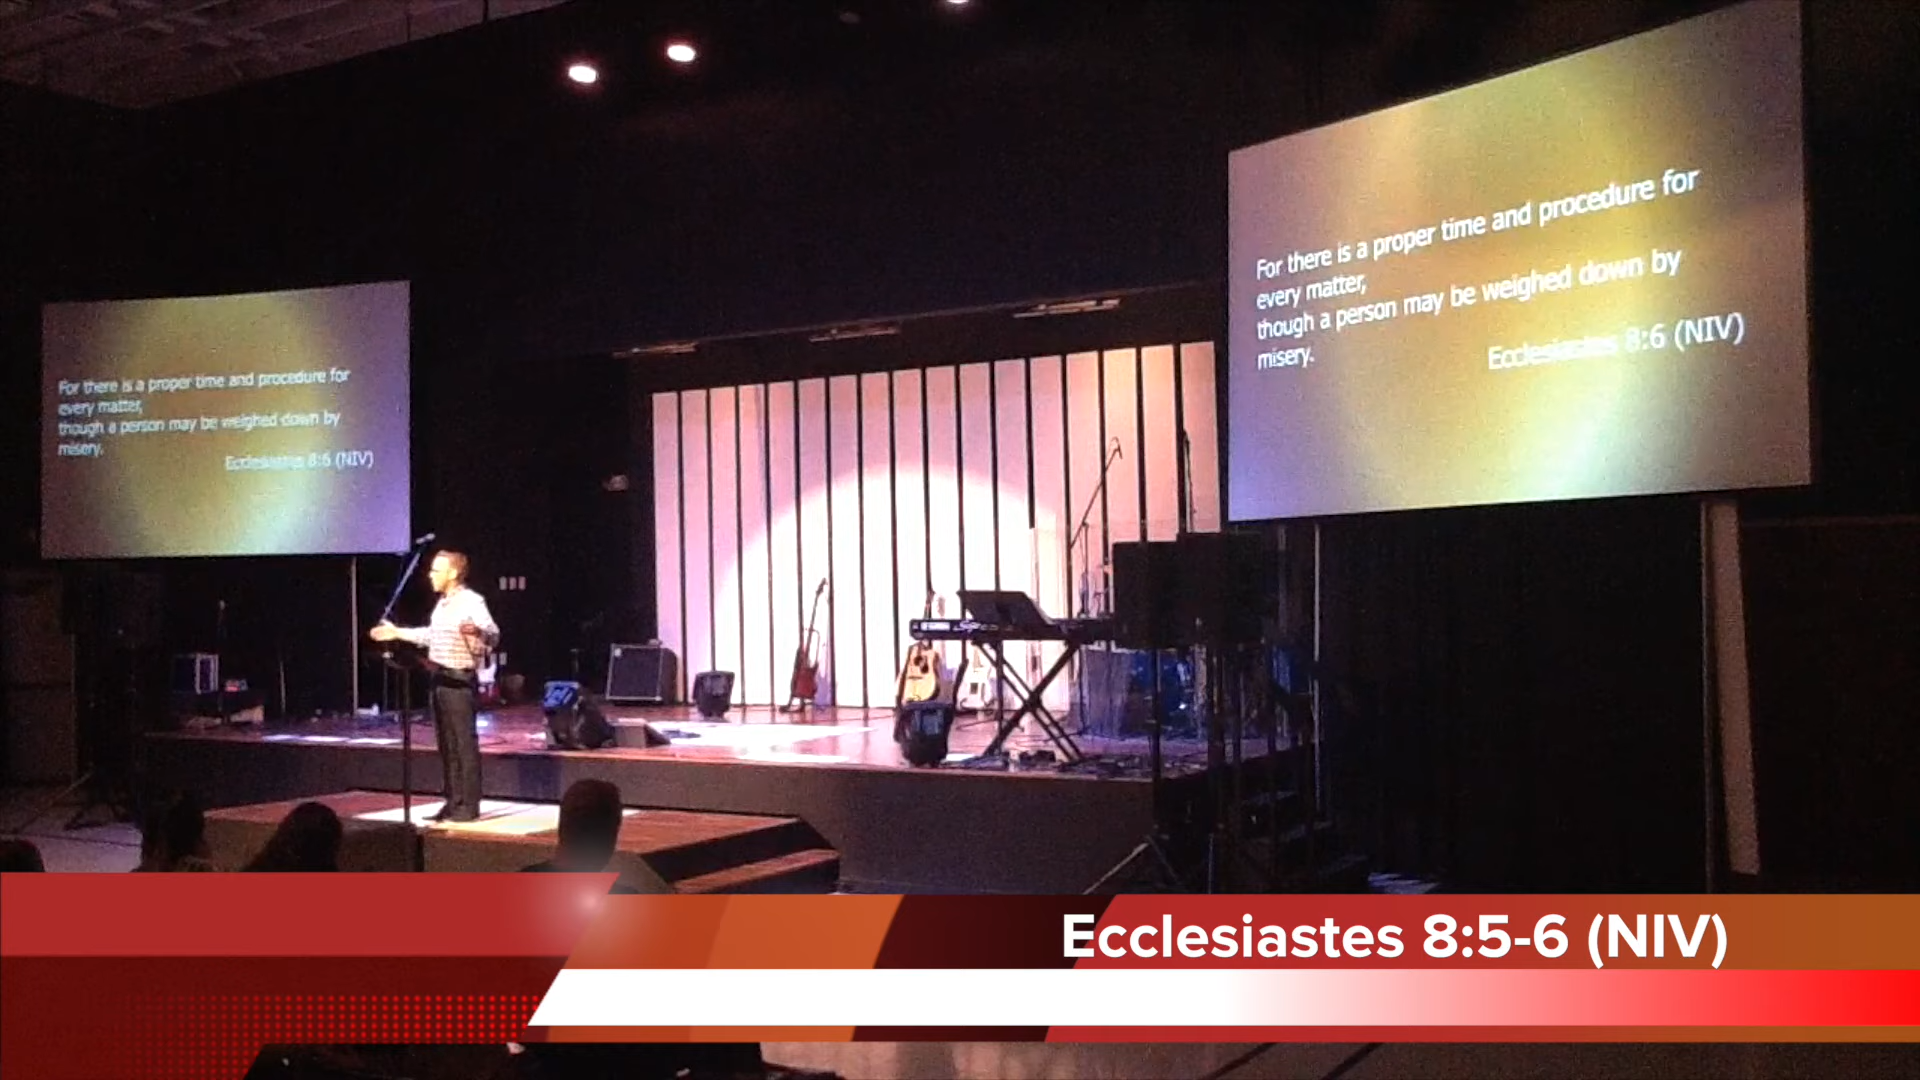 For there is a proper time and procedure for
every matter,
though a person may be weighed down by
misery.
Ecclesiastes 8:6 (NIV)
For there is a proper time and procedure for
every matter,
though a person may be weighed down by
misery.
Ecclesiastes 8:6 (NIV)
Ecclesiastes 8:5-6 (NIV)